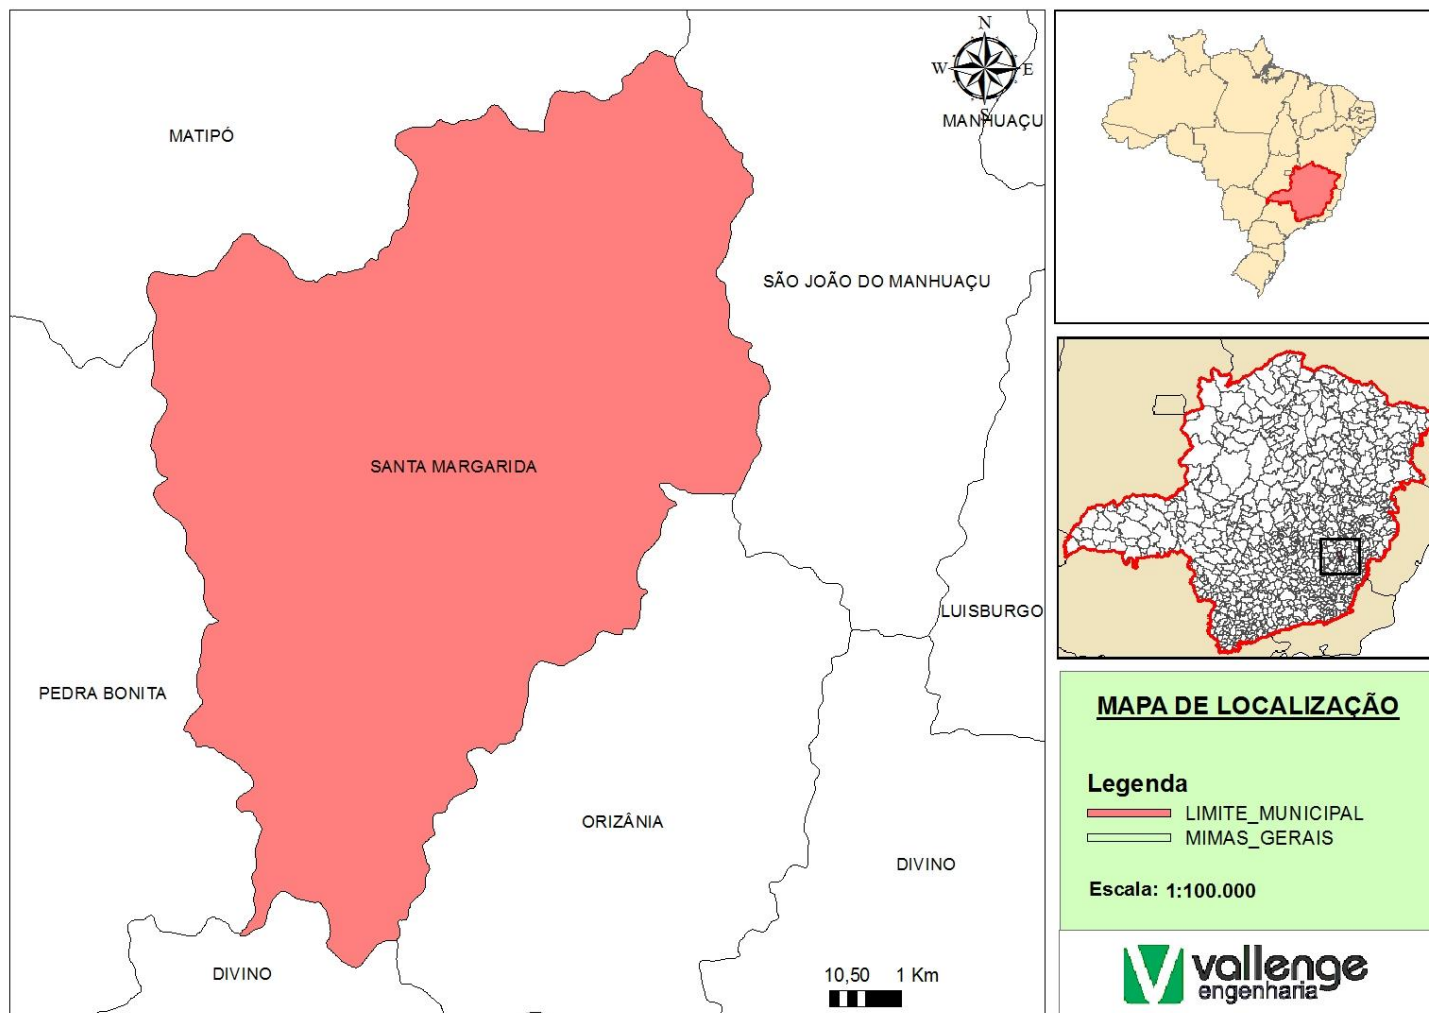 N
W E
S
MATIPÓ
MANHUAÇU
SÃO JOÃO DO MANHUAÇU
SANTA MARGARIDA
LUISBURGO
PEDRA BONITA
ORIZÂNIA
DIVINO
DIVINO
10,50 1 Km
MAPA DE LOCALIZAÇÃO
Legenda
LIMITE_MUNICIPAL
MIMAS_GERAIS
Escala: 1:100.000
vallenge
engenharia